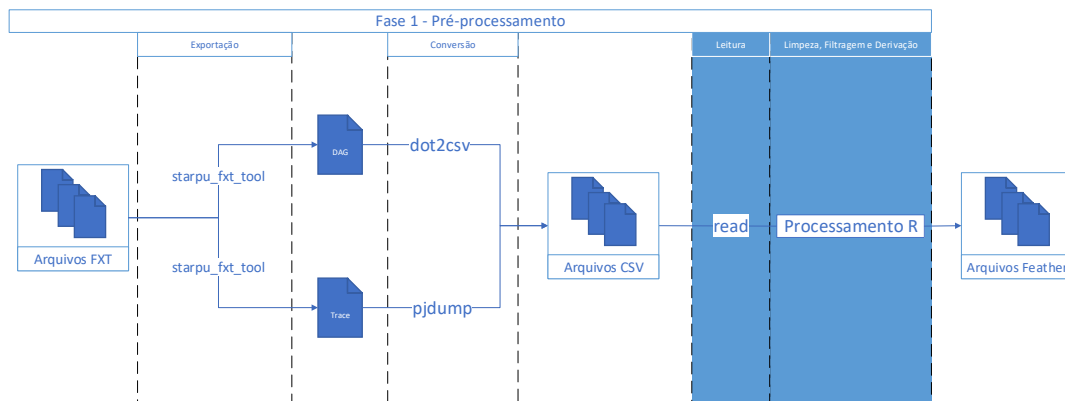 Fase 1 - Pré-processamento
Exportação
Conversão
Leitura
Limpeza, Filtragem e Derivação
DAG
dot2csv
starpu_fxt_tool
Arquivos FXT
starpu_fxt_tool
Trace
pjdump
Arquivos CSV
read
Processamento R
Arquivos Feather